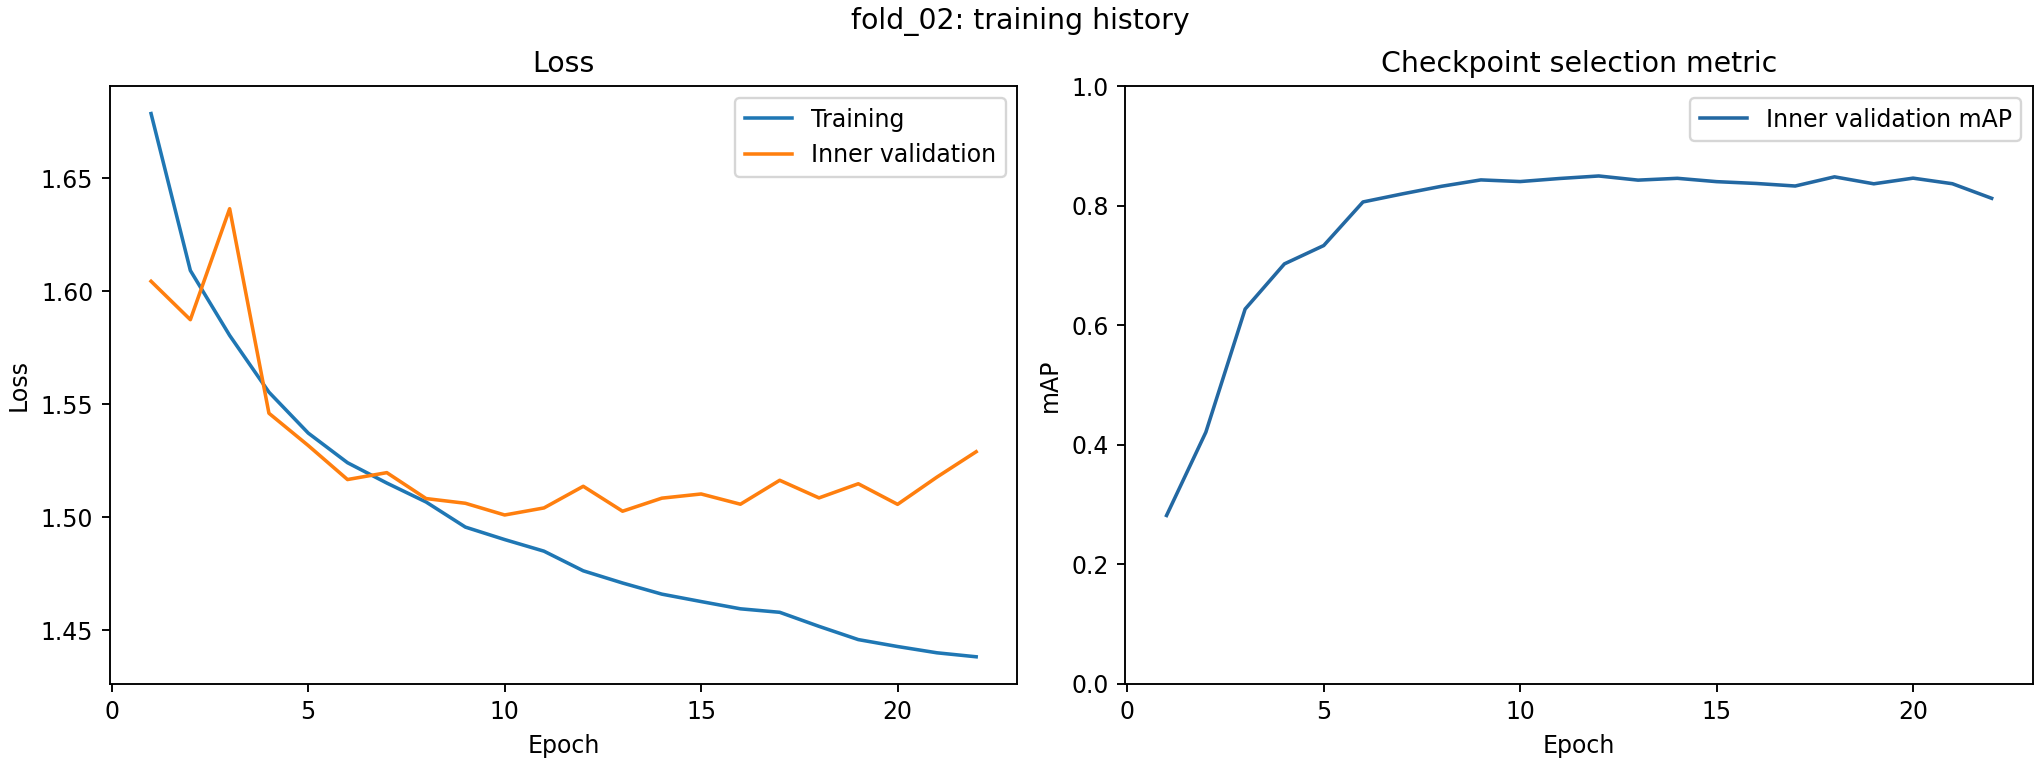 fold_02: training history
Loss
Training
Inner validation
1.65
1.60
1.55
1.50
1.45
Loss
0
5
10
15
20
Epoch
Checkpoint selection metric
Inner validation mAP
1.0
0.8
0.6
0.4
0.2
0.0
mAP
0
5
10
15
20
Epoch